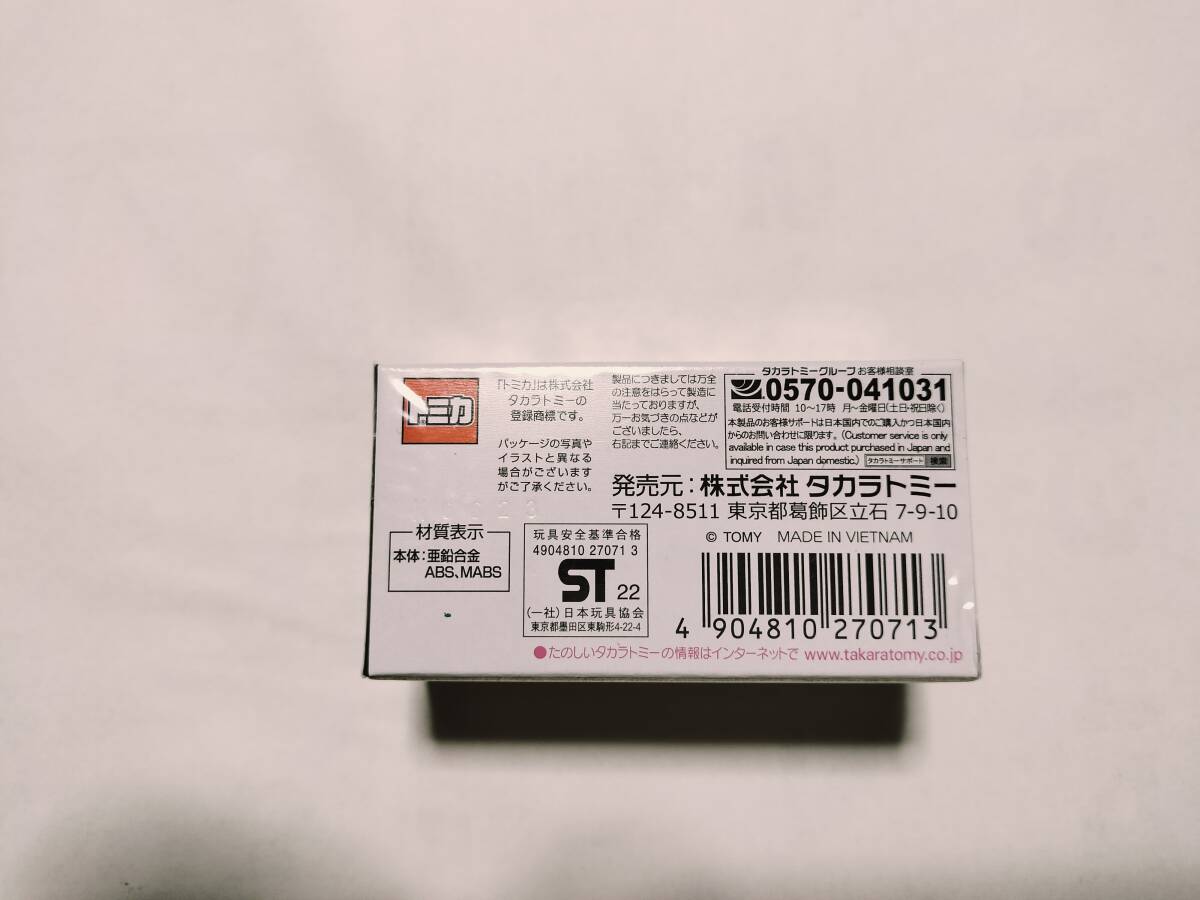 トミカ
「トミカ」は株式会社
タカラトミーの
登録商標です。
パッケージの写真や
イラストと異なる
場合がございます
がご了承ください。
製品につきましては万全
の注意をはらって製造に
当たっておりますが、
万一お気づきの点などが
ございましたら、
右記までご連絡ください。
タカラトミーグループお客様相談室
0570-041031
電話受付時間 10〜17時 月〜金曜日(土日・祝日除く)
本製品のお客様サポートは日本国内でのご購入かつ日本国内
からのお問い合わせに限ります。(Customer service is only
available in case this product purchased in Japan and
inquired from Japan domestic.) タカラトミーサポート 検索
発売元：株式会社 タカラトミー
〒124-8511 東京都葛飾区立石 7-9-10
© TOMY MADE IN VIETNAM
材質表示
本体：亜鉛合金
ABS、MABS
玩具安全基準合格
4904810 27071 3
ST 22
(一社)日本玩具協会
東京都墨田区東駒形4-22-4
4 904810 270713
●たのしいタカラトミーの情報はインターネットで www.takaratomy.co.jp